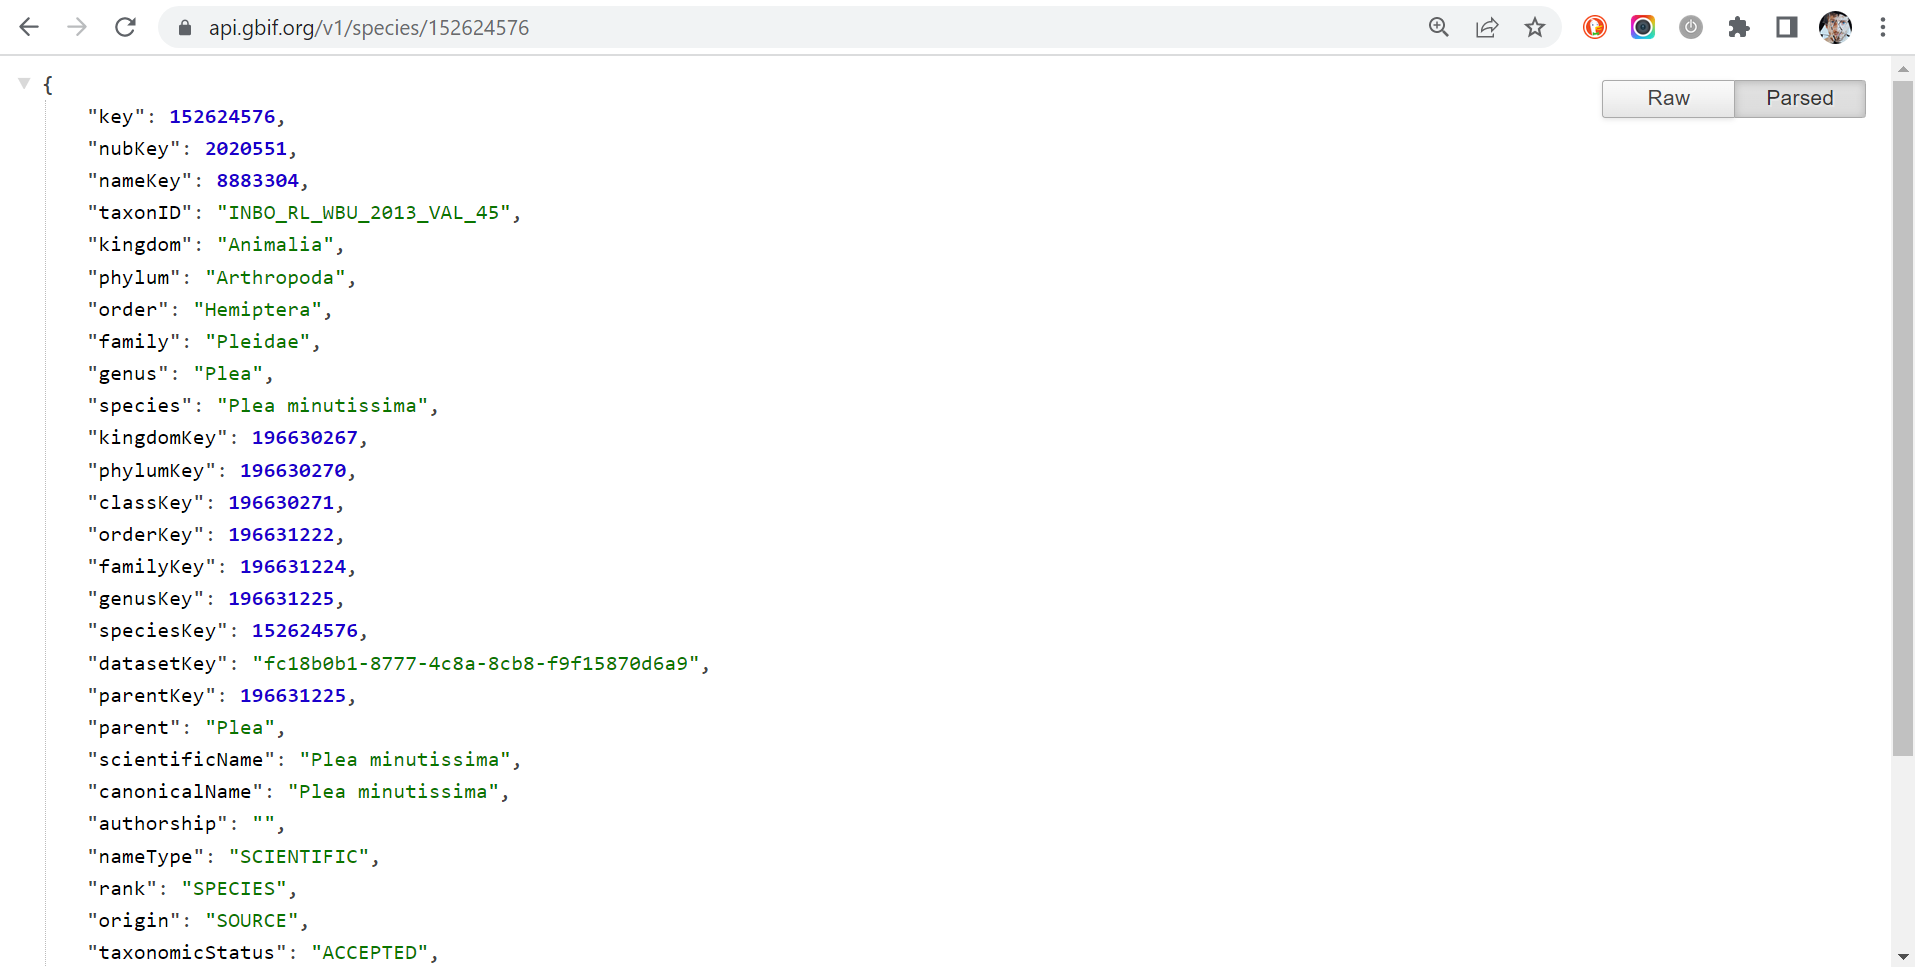 api.gbif.org/v1/species/152624576
Raw Parsed
{
"key": 152624576,
"nubKey": 2020551,
"nameKey": 8883304,
"taxonID": "INBO_RL_WBU_2013_VAL_45",
"kingdom": "Animalia",
"phylum": "Arthropoda",
"order": "Hemiptera",
"family": "Pleidae",
"genus": "Plea",
"species": "Plea minutissima",
"kingdomKey": 196630267,
"phylumKey": 196630270,
"classKey": 196630271,
"orderKey": 196631222,
"familyKey": 196631224,
"genusKey": 196631225,
"speciesKey": 152624576,
"datasetKey": "fc18b0b1-8777-4c8a-8cb8-f9f15870d6a9",
"parentKey": 196631225,
"parent": "Plea",
"scientificName": "Plea minutissima",
"canonicalName": "Plea minutissima",
"authorship": "",
"nameType": "SCIENTIFIC",
"rank": "SPECIES",
"origin": "SOURCE",
"taxonomicStatus": "ACCEPTED",